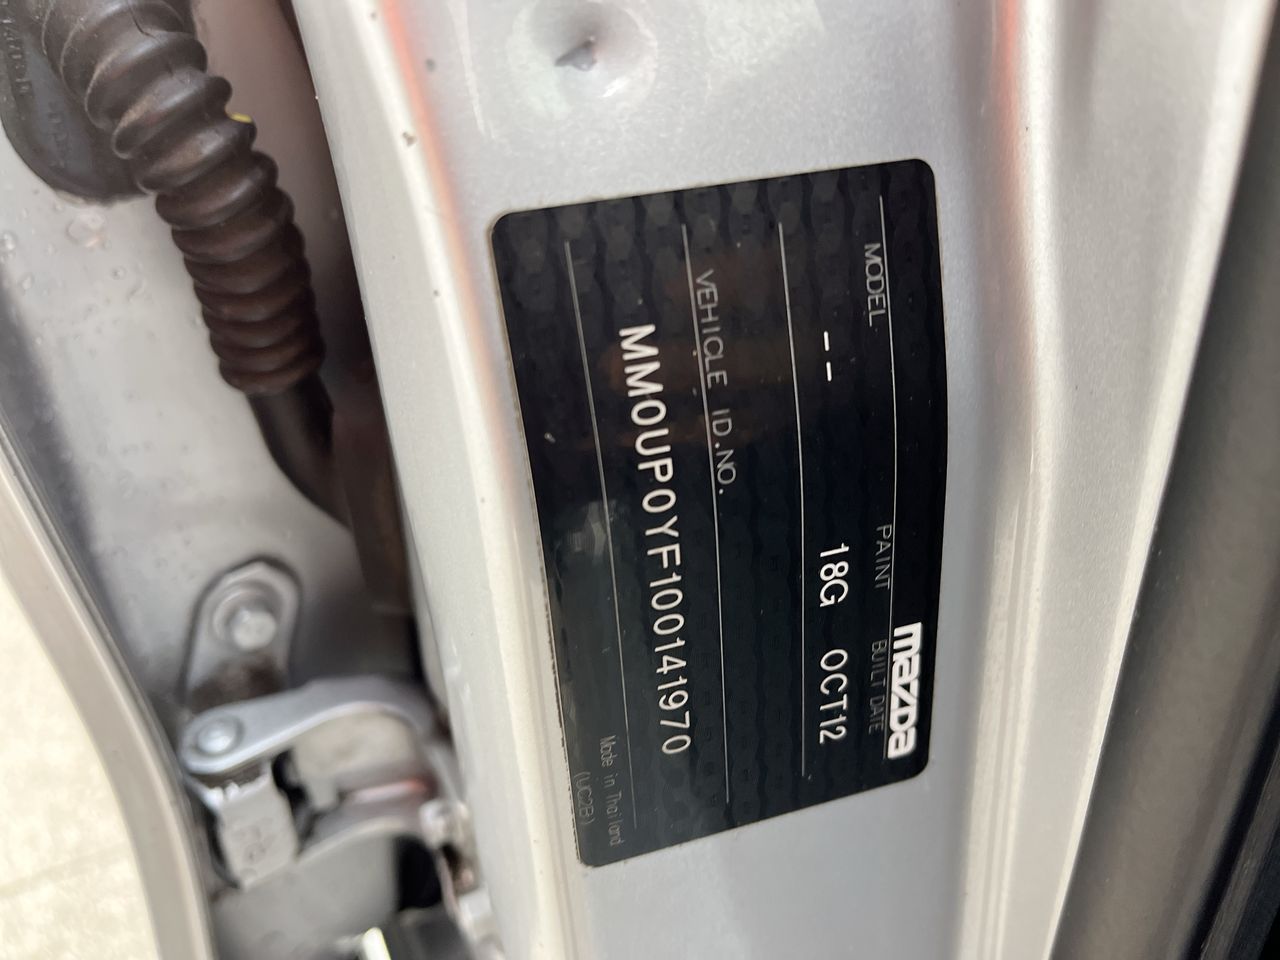 mazda
MODEL PAINT BUILT DATE
-- 18G OCT12
VEHICLE ID.NO.
MM0UP0YF100141970
Made in Thailand
(UC2B)